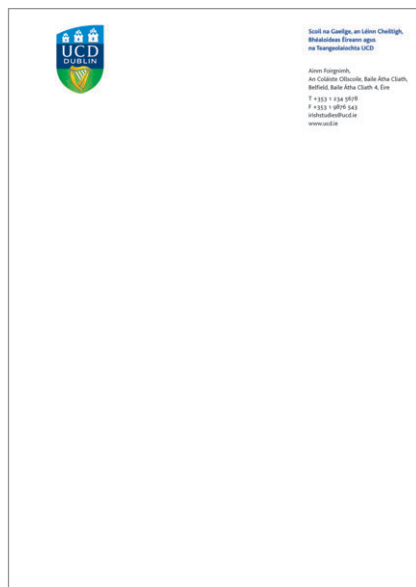 UCD
DUBLIN
Scoil na Gaeilge, an Léinn Cheiltigh,
Bhéaloideas Éireann agus
na Teangeolaíochta UCD
Ainm Foirgnimh,
An Coláiste Ollscoile, Baile Átha Cliath,
Belfield, Baile Átha Cliath 4, Éire
T +353 1 234 5678
F +353 1 9876 543
irishstudies@ucd.ie
www.ucd.ie